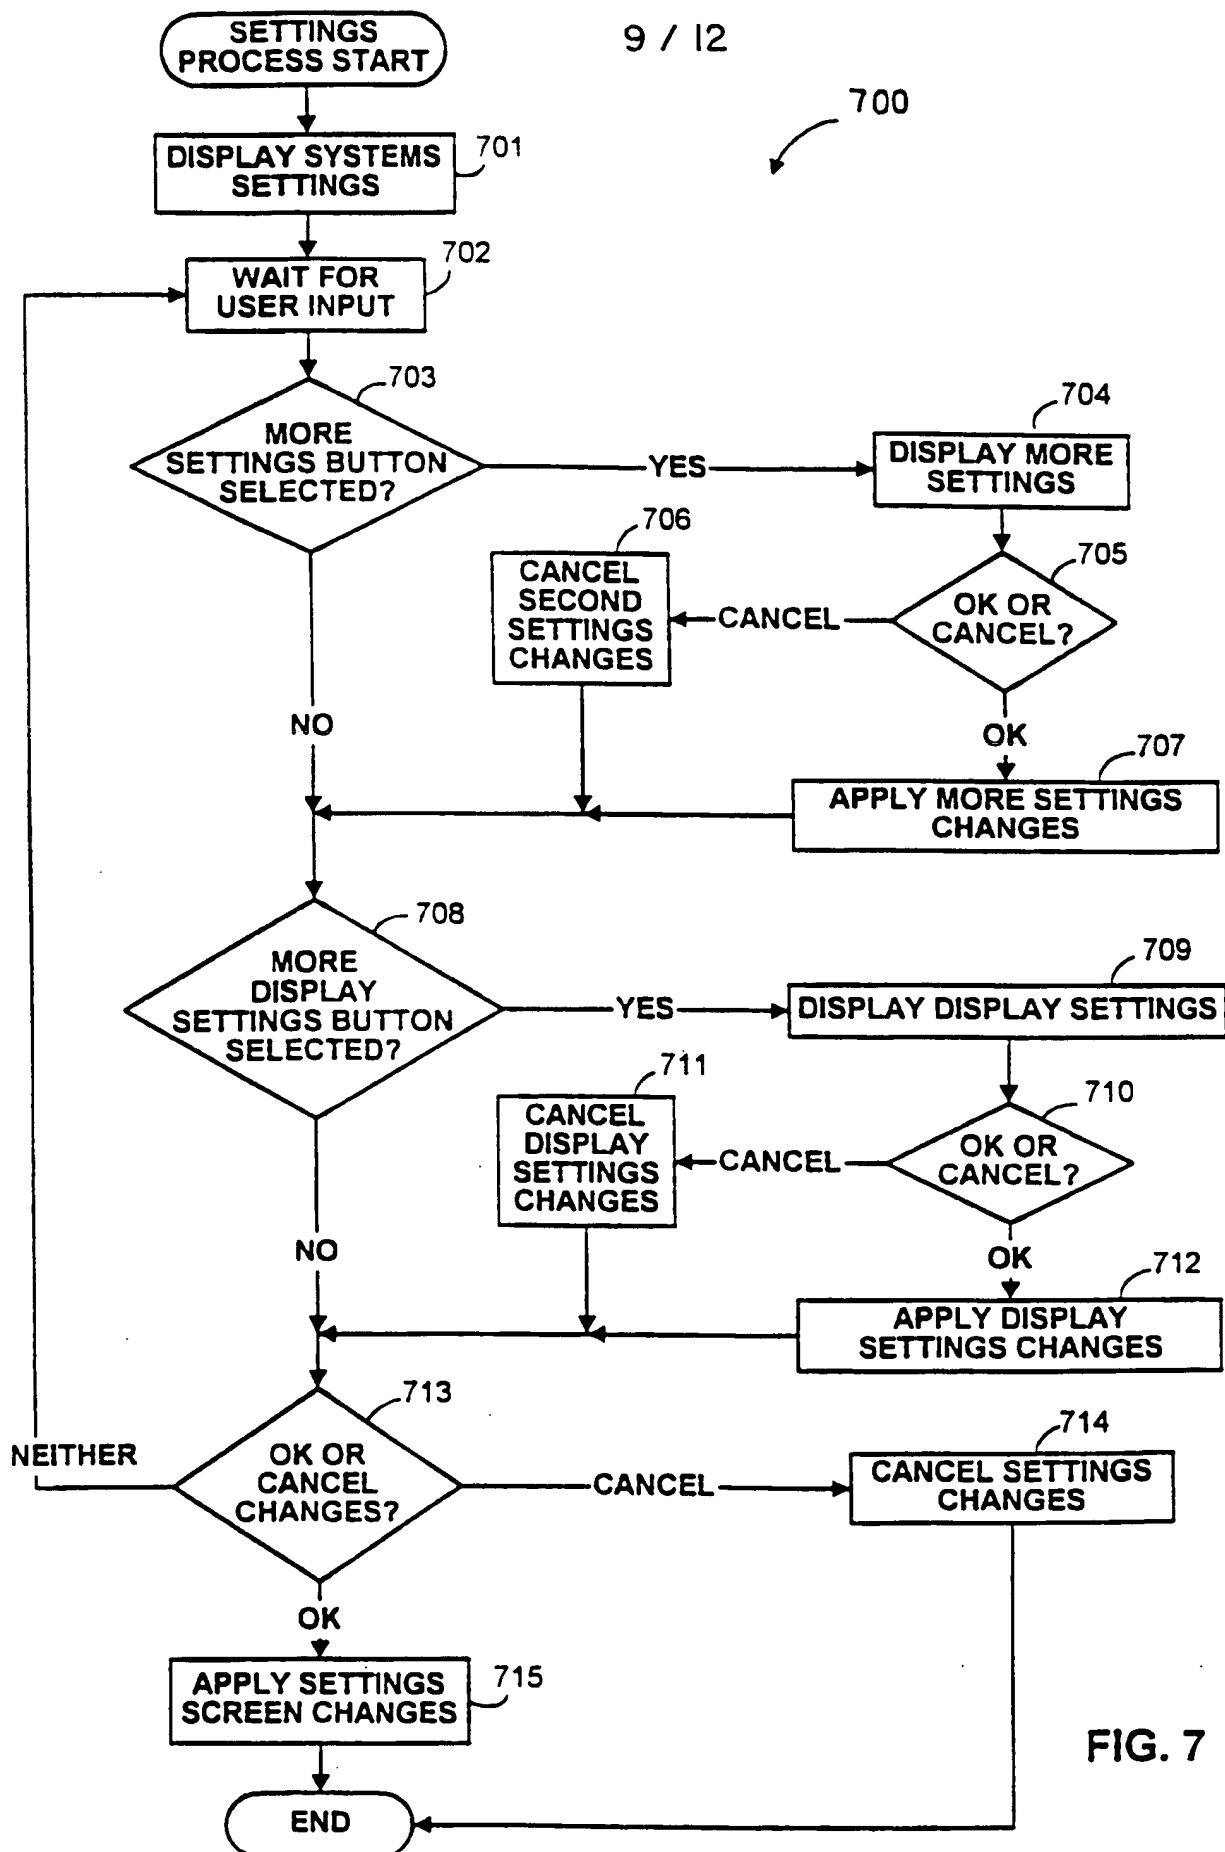 9 / 12
SETTINGS
PROCESS START
700
DISPLAY SYSTEMS
SETTINGS
701
WAIT FOR
USER INPUT
702
703
MORE
SETTINGS BUTTON
SELECTED?
YES
704
DISPLAY MORE
SETTINGS
705
OK OR
CANCEL?
CANCEL
706
CANCEL
SECOND
SETTINGS
CHANGES
NO
OK
707
APPLY MORE SETTINGS
CHANGES
708
MORE
DISPLAY
SETTINGS BUTTON
SELECTED?
YES
709
DISPLAY DISPLAY SETTINGS
710
OK OR
CANCEL?
CANCEL
711
CANCEL
DISPLAY
SETTINGS
CHANGES
NO
OK
712
APPLY DISPLAY
SETTINGS CHANGES
713
OK OR
CANCEL
CHANGES?
NEITHER
CANCEL
714
CANCEL SETTINGS
CHANGES
OK
715
APPLY SETTINGS
SCREEN CHANGES
END
FIG. 7